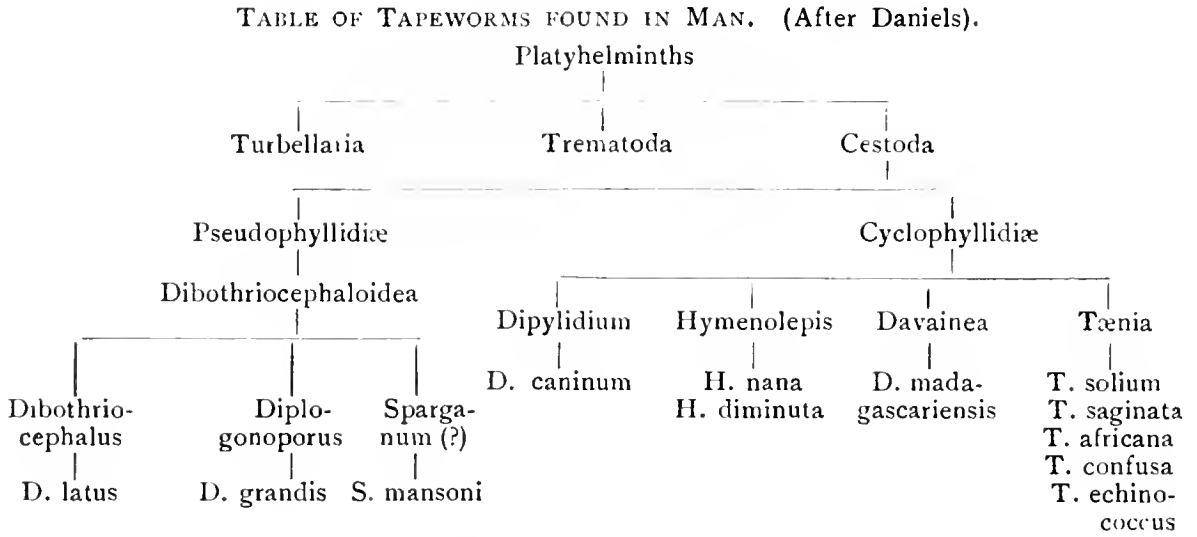 TABLE OF TAPEWORMS FOUND IN MAN. (After Daniels).
Platyhelminths
Turbellaria Trematoda Cestoda
Pseudophyllidiæ Cyclophyllidiæ
Dibothriocephaloidea
Dipylidium Hymenolepis Davainea Tænia
D. caninum H. nana D. mada- T. solium
H. diminuta gascariensis T. saginata
T. africana
T. confusa
T. echino-
coccus
Dibothrio- Diplo- Sparga-
cephalus gonoporus num (?)
D. latus D. grandis S. mansoni